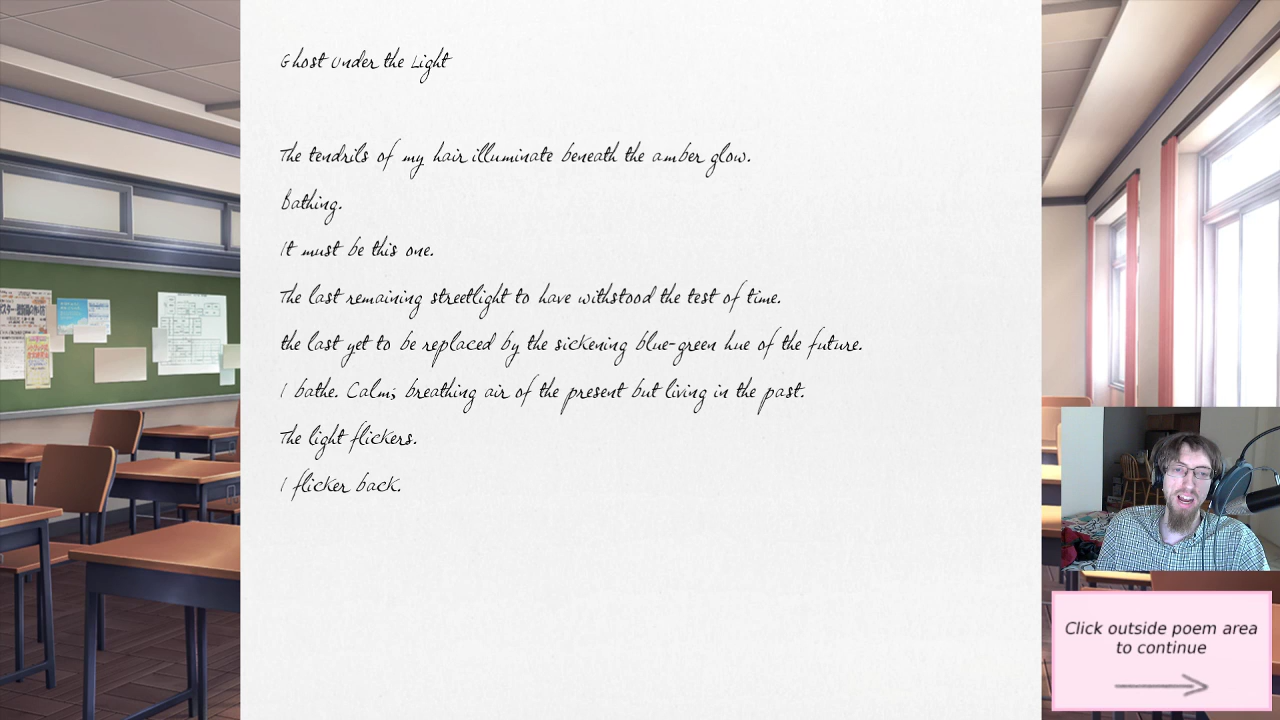 Ghost Under the Light
The tendrils of my hair illuminate beneath the amber glow.
Bathing.
It must be this one.
The last remaining streetlight to have withstood the test of time.
the last yet to be replaced by the sickening blue-green hue of the future.
I bathe. Calm; breathing air of the present but living in the past.
The light flickers.
I flicker back.
Click outside poem area
to continue